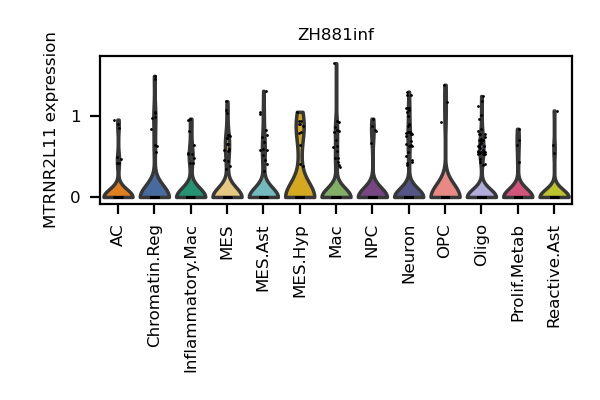 ZH881inf
MTRNR2L11 expression
1
0
AC
Chromatin.Reg
Inflammatory.Mac
MES
MES.Ast
MES.Hyp
Mac
NPC
Neuron
OPC
Oligo
Prolif.Metab
Reactive.Ast